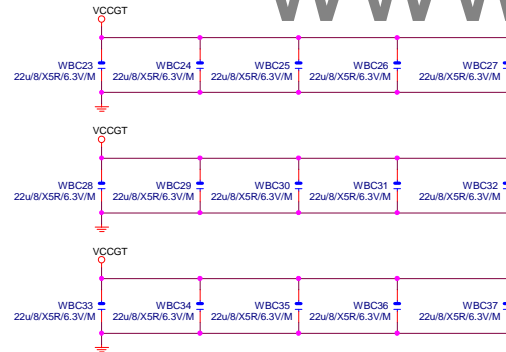 VCCGT
WBC23 WBC24 WBC25 WBC26 WBC27
22u/8/X5R/6.3V/M 22u/8/X5R/6.3V/M 22u/8/X5R/6.3V/M 22u/8/X5R/6.3V/M 22u/8/X5R/6.3V/M
VCCGT
WBC28 WBC29 WBC30 WBC31 WBC32
22u/8/X5R/6.3V/M 22u/8/X5R/6.3V/M 22u/8/X5R/6.3V/M 22u/8/X5R/6.3V/M 22u/8/X5R/6.3V/M
VCCGT
WBC33 WBC34 WBC35 WBC36 WBC37
22u/8/X5R/6.3V/M 22u/8/X5R/6.3V/M 22u/8/X5R/6.3V/M 22u/8/X5R/6.3V/M 22u/8/X5R/6.3V/M